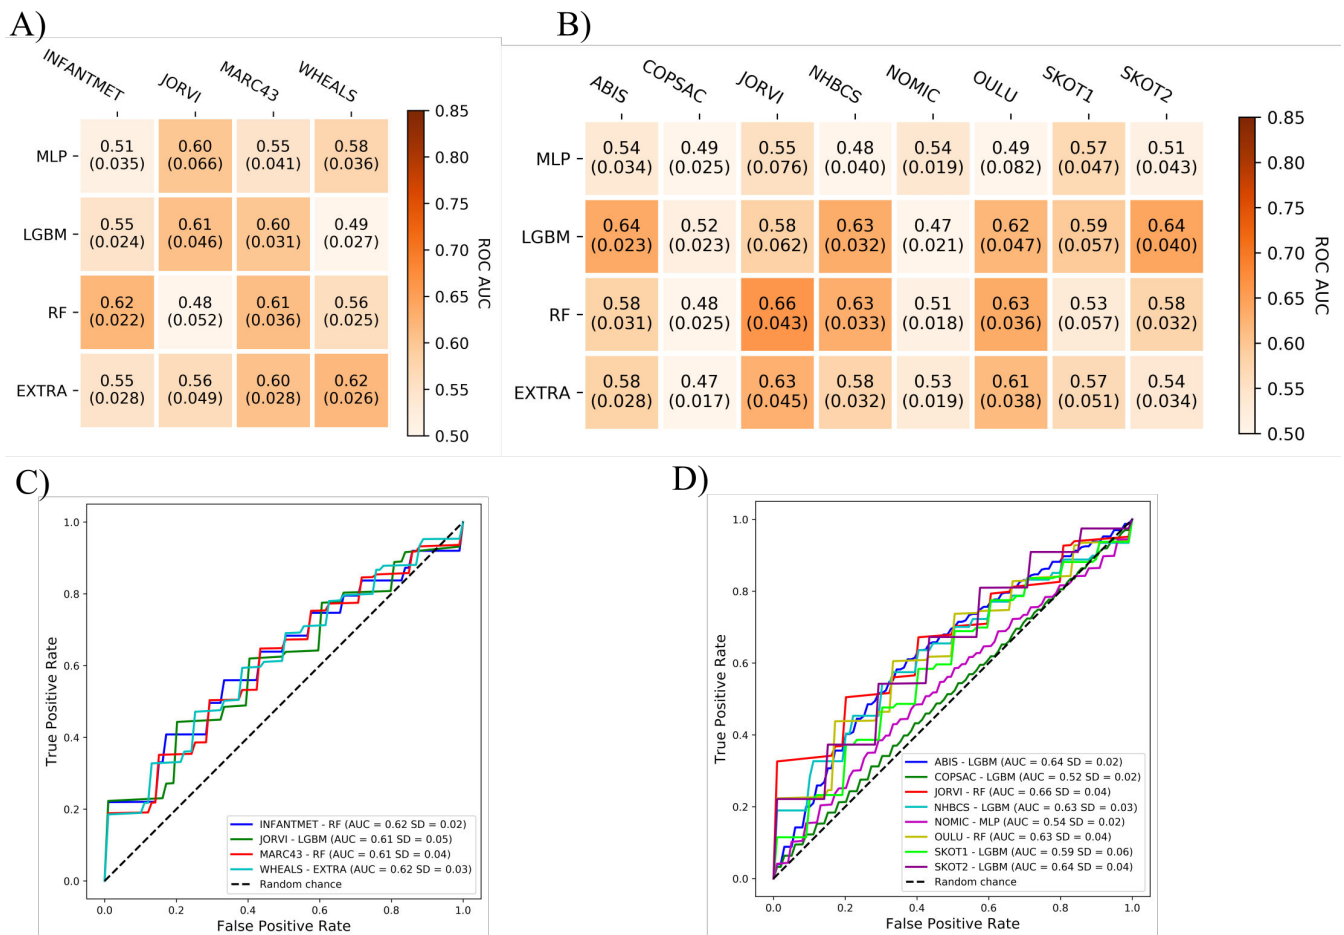 A)
INFANTMET JORVI MARC43 WHEALS
MLP 0.51 0.60 0.55 0.58
(0.035) (0.066) (0.041) (0.036)
LGBM 0.55 0.61 0.60 0.49
(0.024) (0.046) (0.031) (0.027)
RF 0.62 0.48 0.61 0.56
(0.022) (0.052) (0.036) (0.025)
EXTRA 0.55 0.56 0.60 0.62
(0.028) (0.049) (0.028) (0.026)
0.85
0.80
0.75
0.70
0.65
0.60
0.55
0.50
ROC AUC
B)
ABIS COPSAC JORVI NHBCS NOMIC OULU SKOT1 SKOT2
MLP 0.54 0.49 0.55 0.48 0.54 0.49 0.57 0.51
(0.034) (0.025) (0.076) (0.040) (0.019) (0.082) (0.047) (0.043)
LGBM 0.64 0.52 0.58 0.63 0.47 0.62 0.59 0.64
(0.023) (0.023) (0.062) (0.032) (0.021) (0.047) (0.057) (0.040)
RF 0.58 0.48 0.66 0.63 0.51 0.63 0.53 0.58
(0.031) (0.025) (0.043) (0.033) (0.018) (0.036) (0.057) (0.032)
EXTRA 0.58 0.47 0.63 0.58 0.53 0.61 0.57 0.54
(0.028) (0.017) (0.045) (0.032) (0.019) (0.038) (0.051) (0.034)
0.85
0.80
0.75
0.70
0.65
0.60
0.55
0.50
ROC AUC
C)
True Positive Rate
1.0
0.8
0.6
0.4
0.2
0.0
INFANTMET - RF (AUC = 0.62 SD = 0.02)
JORVI - LGBM (AUC = 0.61 SD = 0.05)
MARC43 - RF (AUC = 0.61 SD = 0.04)
WHEALS - EXTRA (AUC = 0.62 SD = 0.03)
Random chance
0.0 0.2 0.4 0.6 0.8 1.0
False Positive Rate
D)
True Positive Rate
1.0
0.8
0.6
0.4
0.2
0.0
ABIS - LGBM (AUC = 0.64 SD = 0.02)
COPSAC - LGBM (AUC = 0.52 SD = 0.02)
JORVI - RF (AUC = 0.66 SD = 0.04)
NHBCS - LGBM (AUC = 0.63 SD = 0.03)
NOMIC - MLP (AUC = 0.54 SD = 0.02)
OULU - RF (AUC = 0.63 SD = 0.04)
SKOT1 - LGBM (AUC = 0.59 SD = 0.06)
SKOT2 - LGBM (AUC = 0.64 SD = 0.04)
Random chance
0.0 0.2 0.4 0.6 0.8 1.0
False Positive Rate